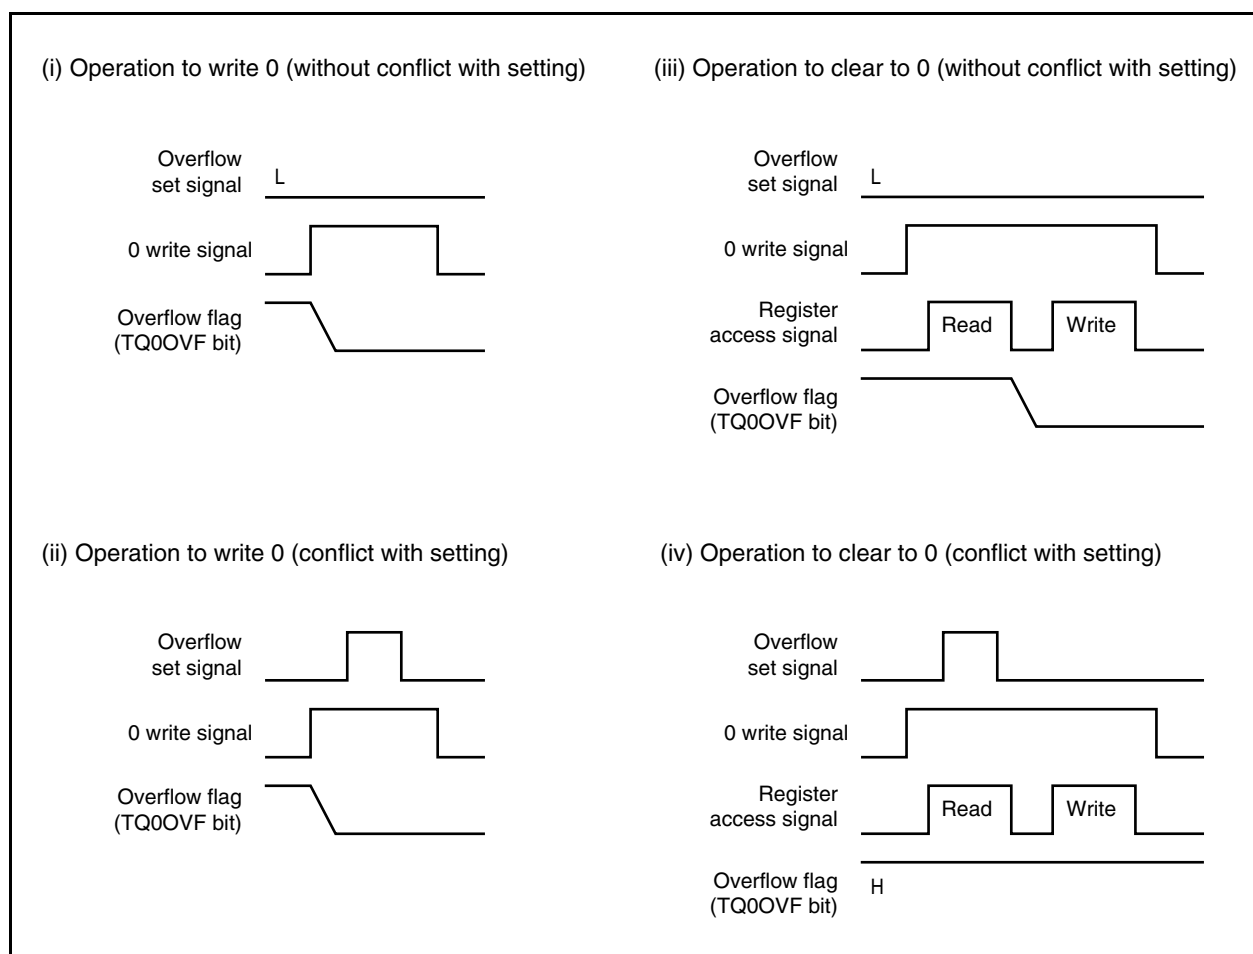 (i) Operation to write 0 (without conflict with setting)
Overflow
set signal
L
0 write signal
Overflow flag
(TQ0OVF bit)
(iii) Operation to clear to 0 (without conflict with setting)
Overflow
set signal
L
0 write signal
Register
access signal
Read
Write
Overflow flag
(TQ0OVF bit)
(ii) Operation to write 0 (conflict with setting)
Overflow
set signal
0 write signal
Overflow flag
(TQ0OVF bit)
(iv) Operation to clear to 0 (conflict with setting)
Overflow
set signal
0 write signal
Register
access signal
Read
Write
Overflow flag
(TQ0OVF bit)
H